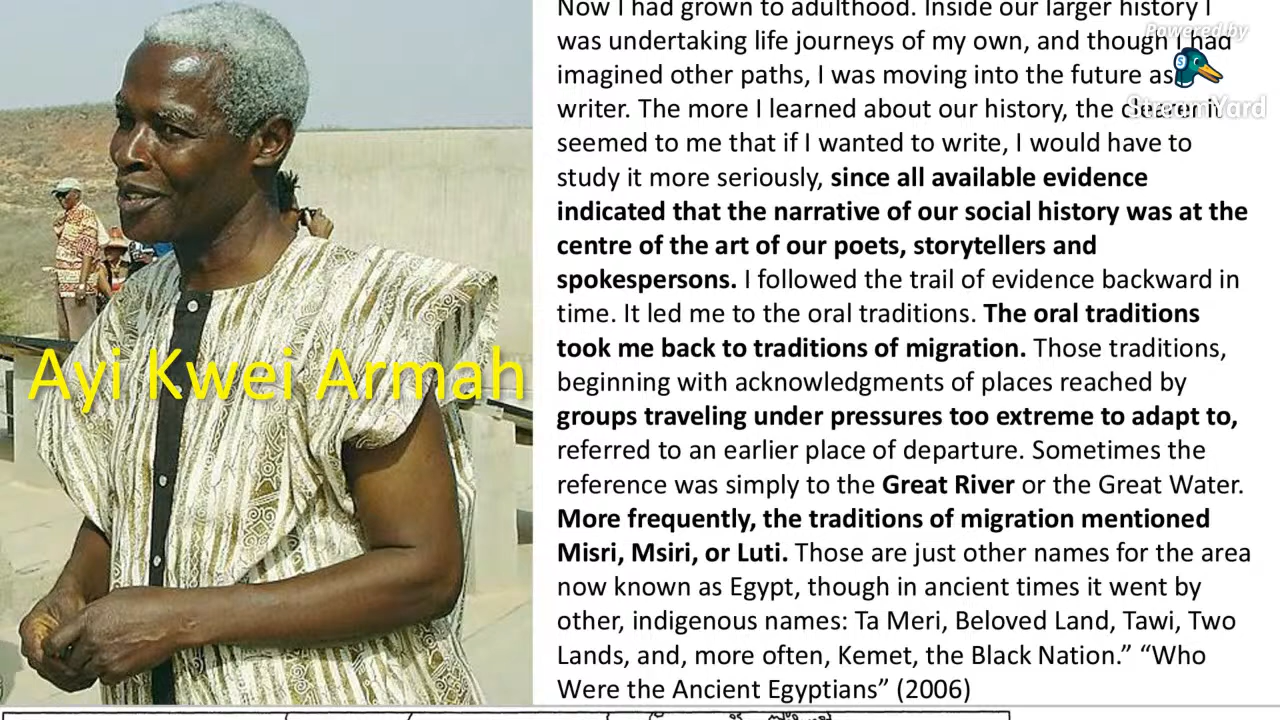 Now I had grown to adulthood. Inside our larger history I
was undertaking life journeys of my own, and though I had
imagined other paths, I was moving into the future as
writer. The more I learned about our history, the clearer it
seemed to me that if I wanted to write, I would have to
study it more seriously, since all available evidence
indicated that the narrative of our social history was at the
centre of the art of our poets, storytellers and
spokespersons. I followed the trail of evidence backward in
time. It led me to the oral traditions. The oral traditions
took me back to traditions of migration. Those traditions,
beginning with acknowledgments of places reached by
groups traveling under pressures too extreme to adapt to,
referred to an earlier place of departure. Sometimes the
reference was simply to the Great River or the Great Water.
More frequently, the traditions of migration mentioned
Misri, Msiri, or Luti. Those are just other names for the area
now known as Egypt, though in ancient times it went by
other, indigenous names: Ta Meri, Beloved Land, Tawi, Two
Lands, and, more often, Kemet, the Black Nation.” “Who
Were the Ancient Egyptians” (2006)
Ayi Kwei Armah
Powered by
S
StreamYard